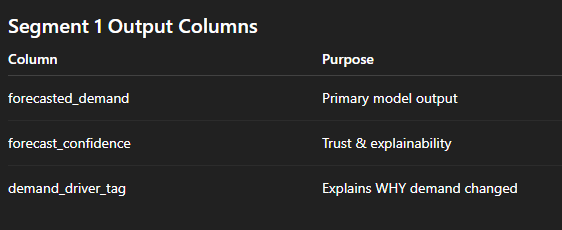 Segment 1 Output Columns
Column Purpose
forecasted_demand Primary model output
forecast_confidence Trust & explainability
demand_driver_tag Explains WHY demand changed